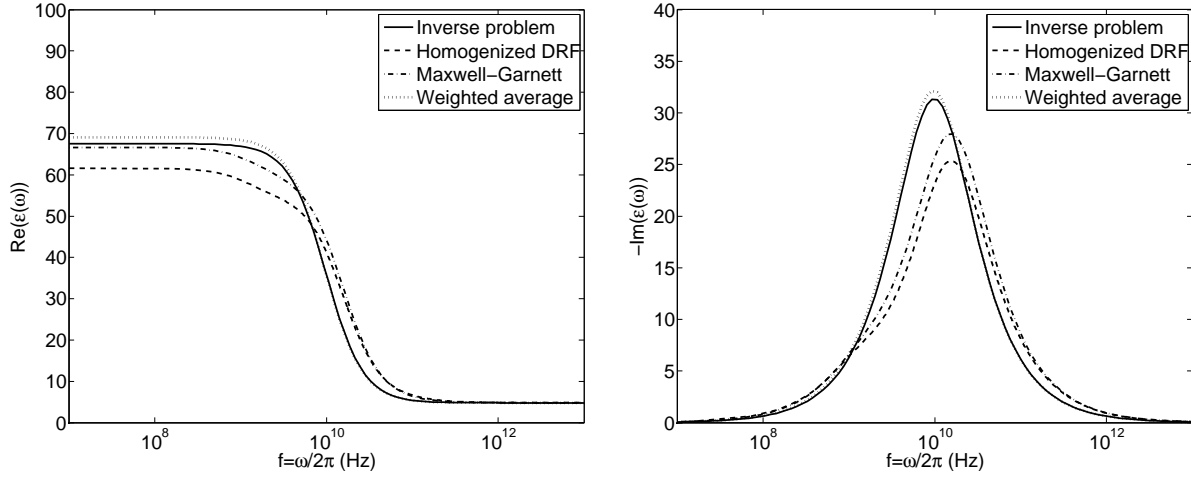 100
90
80
70
60
50
40
30
20
10
0
Re(ε(ω))
10^8
10^10
10^12
f=ω/2π (Hz)
Inverse problem
Homogenized DRF
Maxwell−Garnett
Weighted average
40
35
30
25
20
15
10
5
0
−Im(ε(ω))
10^8
10^10
10^12
f=ω/2π (Hz)
Inverse problem
Homogenized DRF
Maxwell−Garnett
Weighted average